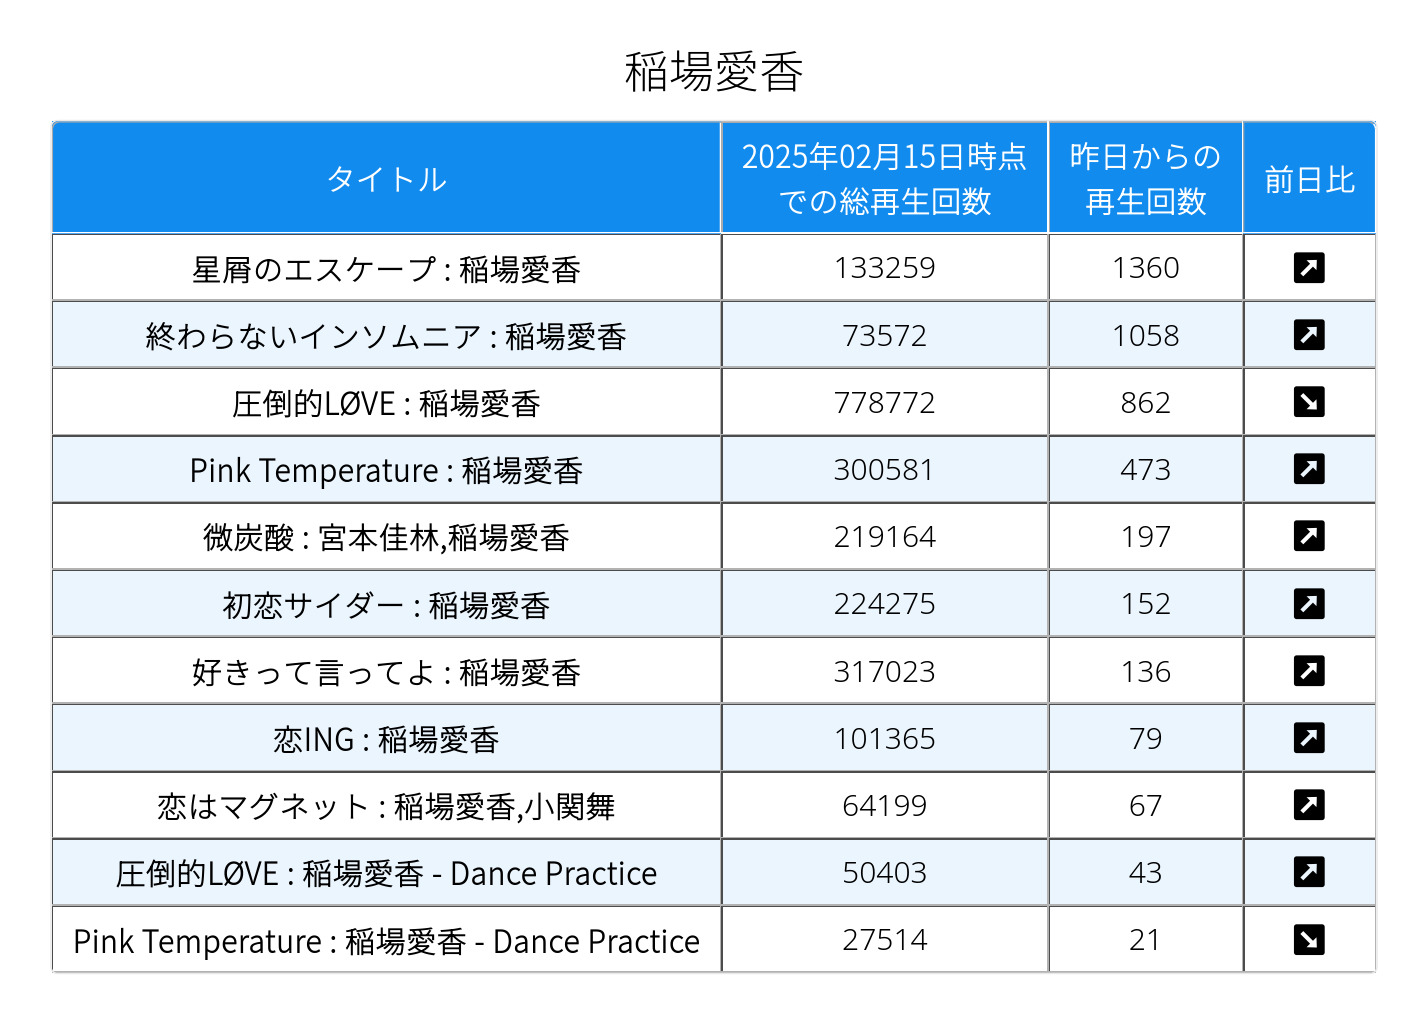 稲場愛香
タイトル 2025年02月15日時点での総再生回数 昨日からの再生回数 前日比
星屑のエスケープ : 稲場愛香 133259 1360 ↗
終わらないインソムニア : 稲場愛香 73572 1058 ↗
圧倒的LØVE : 稲場愛香 778772 862 ↘
Pink Temperature : 稲場愛香 300581 473 ↗
微炭酸 : 宮本佳林,稲場愛香 219164 197 ↗
初恋サイダー : 稲場愛香 224275 152 ↗
好きって言ってよ : 稲場愛香 317023 136 ↗
恋ING : 稲場愛香 101365 79 ↗
恋はマグネット : 稲場愛香,小関舞 64199 67 ↗
圧倒的LØVE : 稲場愛香 - Dance Practice 50403 43 ↗
Pink Temperature : 稲場愛香 - Dance Practice 27514 21 ↘